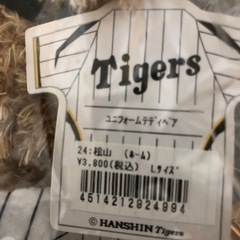 Tigers
ユニフォームテディベア
24:桧山 (ﾎｰﾑ)
¥3,800(税込) Lｻｲｽﾞ
4514212824994
© HANSHIN Tigers